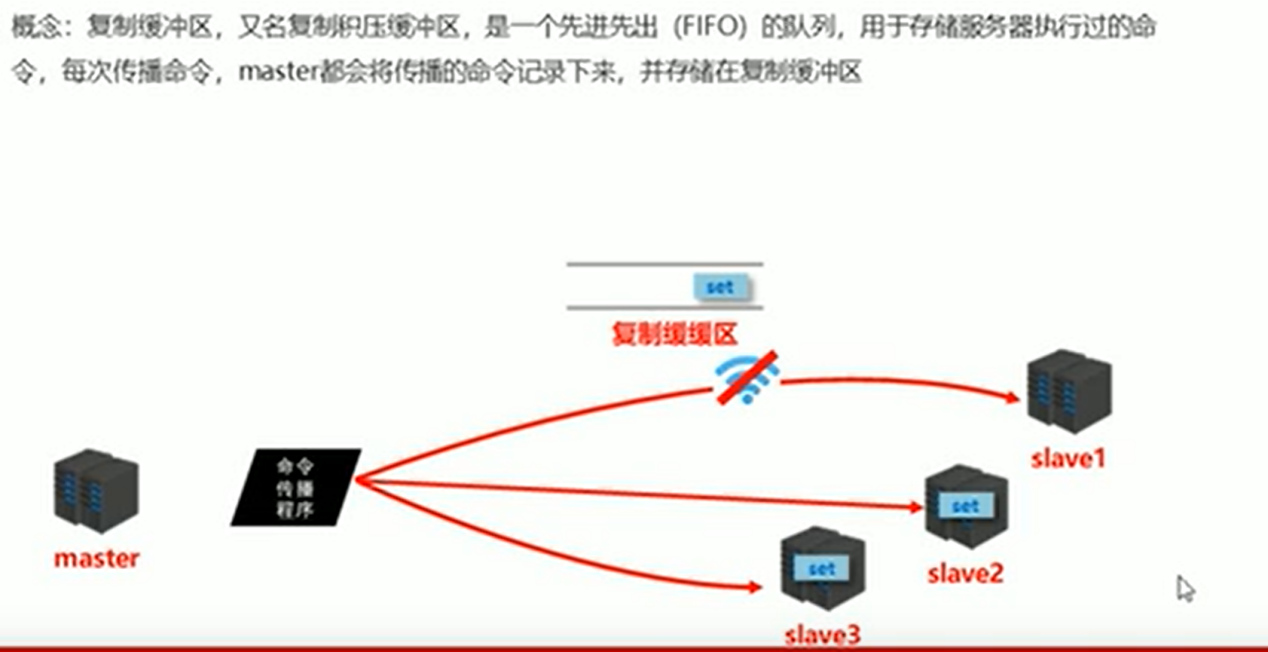 概念：复制缓冲区，又名复制积压缓冲区，是一个先进先出（FIFO）的队列，用于存储服务器执行过的命
令，每次传播命令，master都会将传播的命令记录下来，并存储在复制缓冲区
set
复制缓缓区
slave1
命令
传播
程序
master
set
slave2
set
slave3